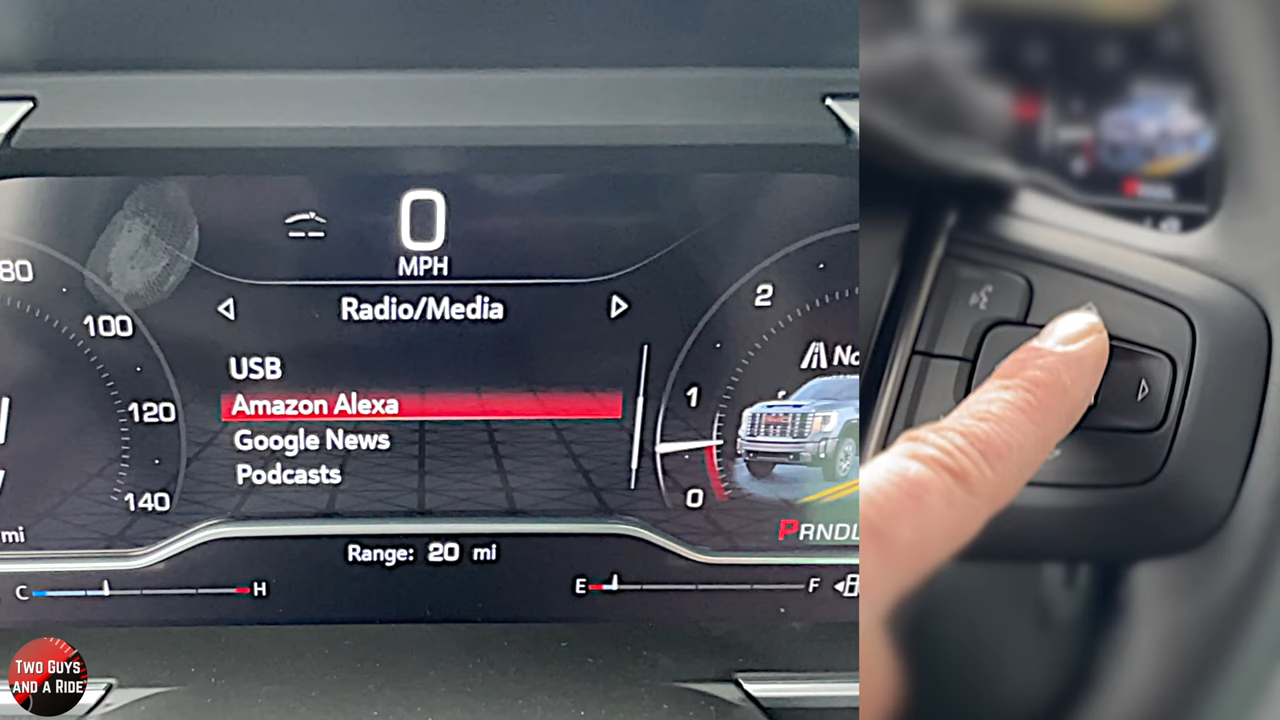 0
MPH
Radio/Media
80
100
120
140
mi
USB
Amazon Alexa
Google News
Podcasts
2
1
0
No
PRNDL
Range: 20 mi
C
H
E
F
TWO GUYS
AND A RIDE